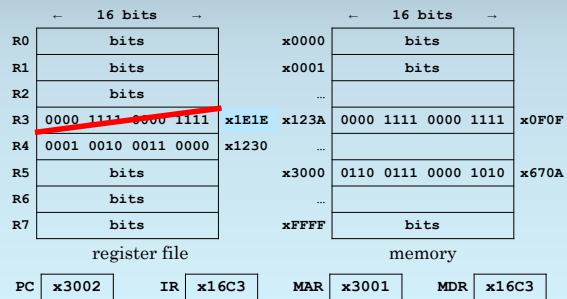 ← 16 bits → ← 16 bits →
R0 bits x0000 bits
R1 bits x0001 bits
R2 bits …
R3 0000 1111 0000 1111 x1E1E x123A 0000 1111 0000 1111 x0F0F
R4 0001 0010 0011 0000 x1230 …
R5 bits x3000 0110 0111 0000 1010 x670A
R6 bits …
R7 bits xFFFF bits
register file memory
PC x3002 IR x16C3 MAR x3001 MDR x16C3